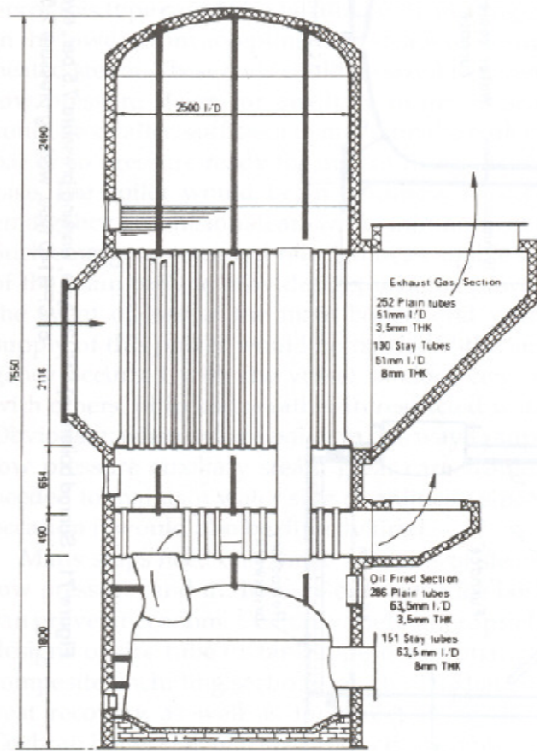 2500 I/D
2490
7550
2116
654
490
1800
Exhaust Gas Section
252 Plain tubes
51mm I/D
3,5mm THK
130 Stay Tubes
51mm I/D
8mm THK
Oil Fired Section
286 Plain tubes
63,5mm I/D
3,5mm THK
151 Stay tubes
63,5mm I/D
8mm THK